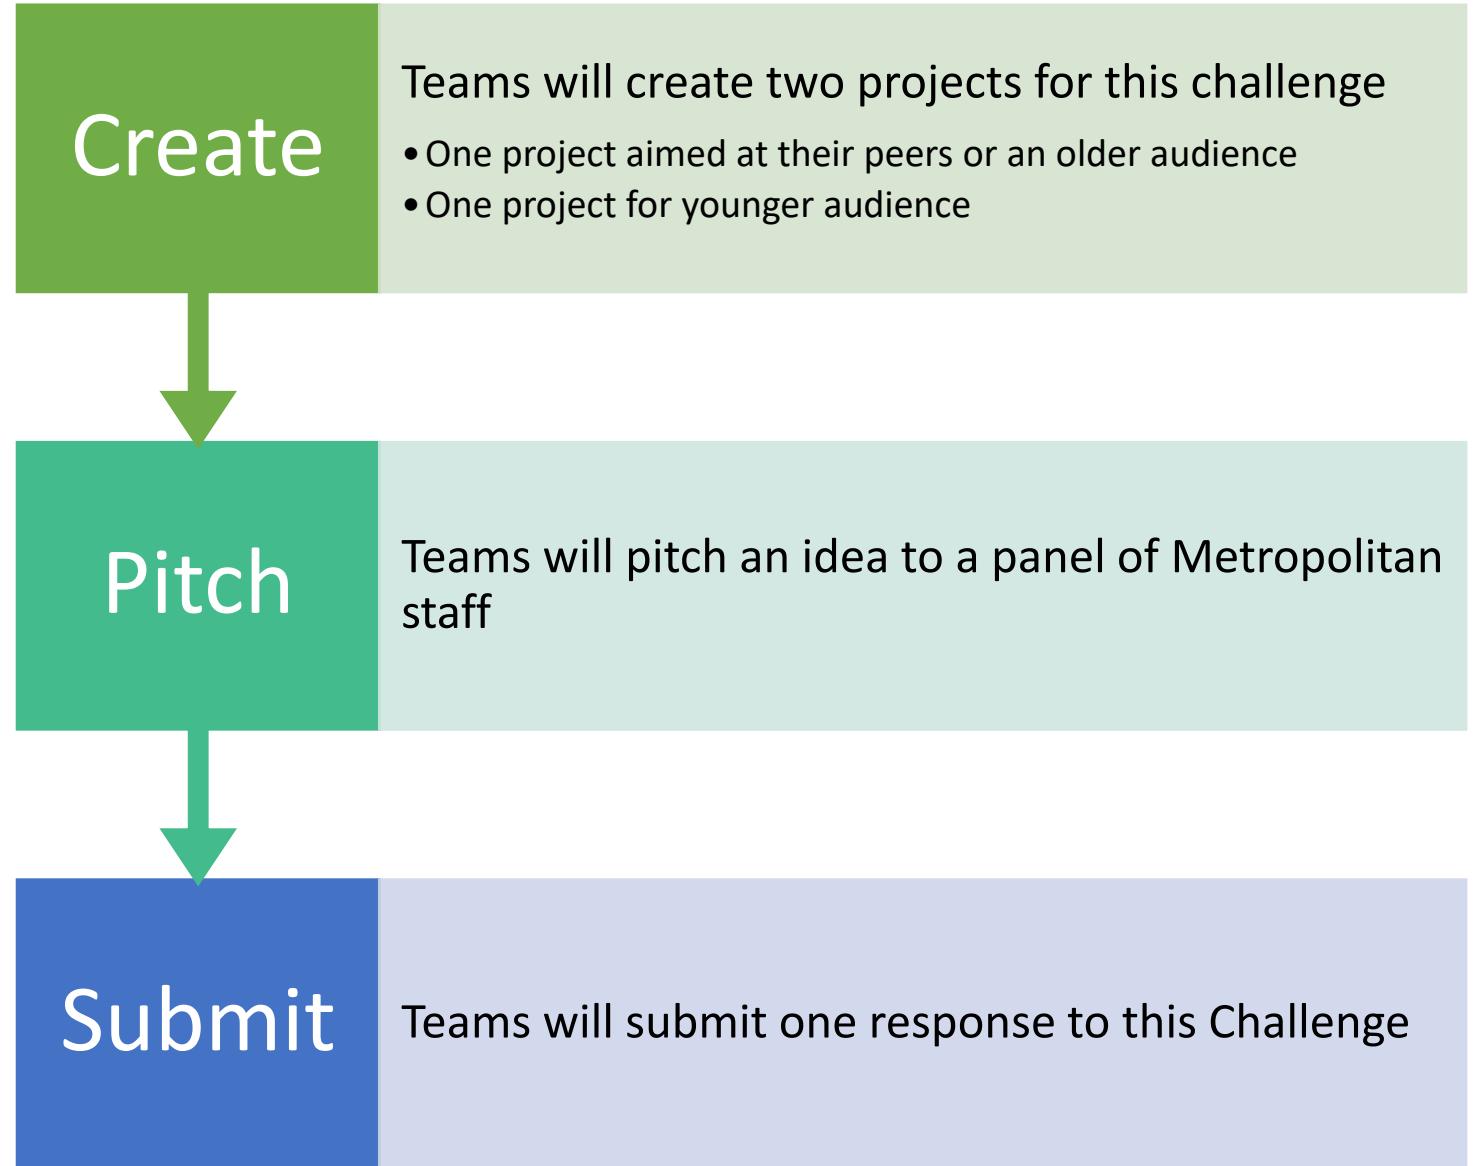 Create
Teams will create two projects for this challenge
•One project aimed at their peers or an older audience
•One project for younger audience
Pitch
Teams will pitch an idea to a panel of Metropolitan
staff
Submit
Teams will submit one response to this Challenge